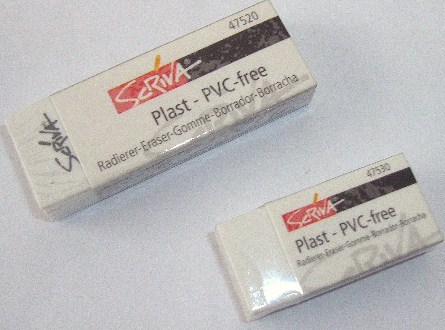 47520
SCRIVA
Plast - PVC-free
Radierer-Eraser-Gomme-Borrador-Borracha
SCRIVA
47530
SCRIVA
Plast - PVC-free
Radierer-Eraser-Gomme-Borrador-Borracha
SCRIVA